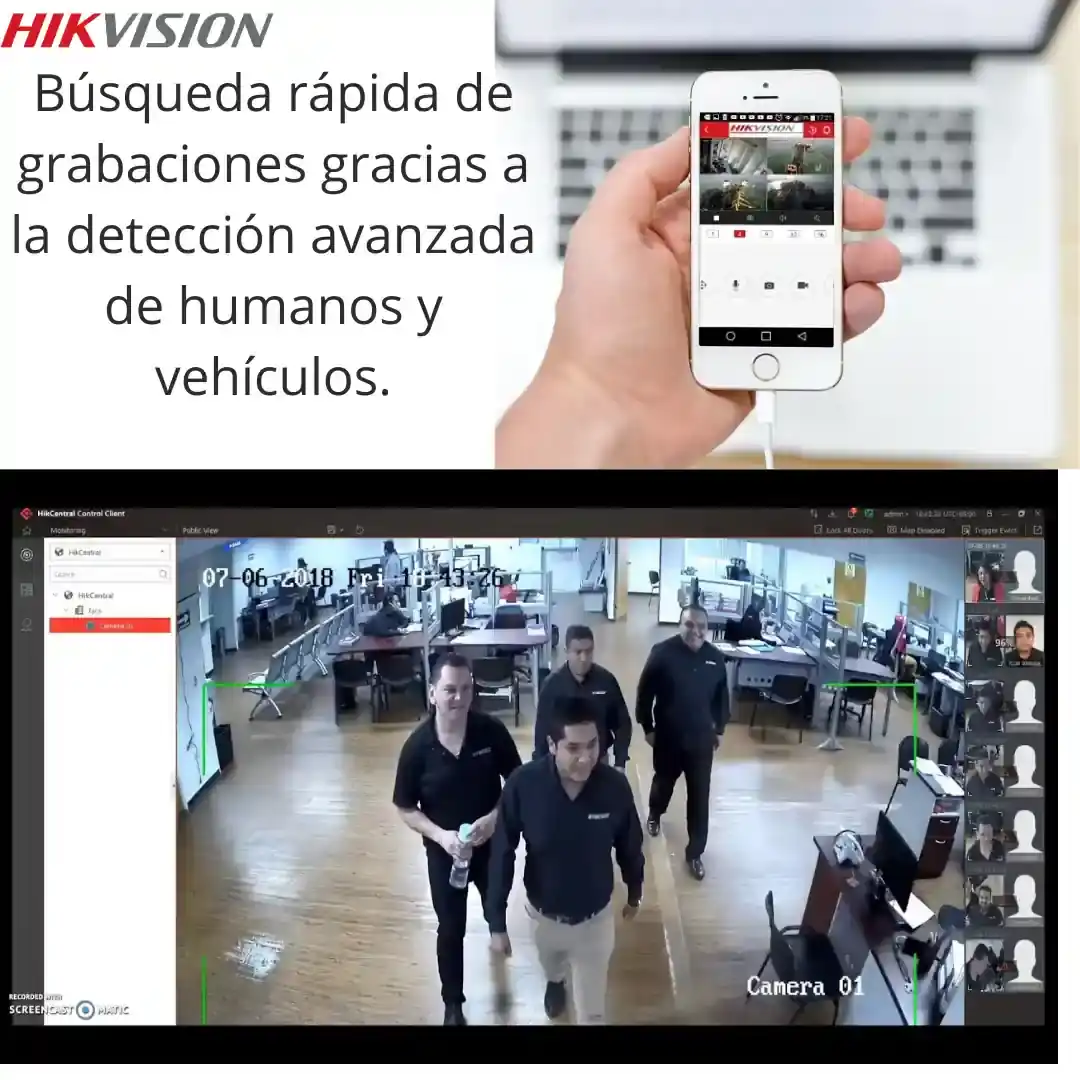 HIKVISION
Búsqueda rápida de
grabaciones gracias a
la detección avanzada
de humanos y
vehículos.
HIKVISION
HikCentral Control Client
Monitoring
Public View
admin
Lock All Doors
Map Disabled
Trigger Event
HikCentral
Search
HikCentral
Camera 01
07-06-2018 Fri
43:26
96%
Camera 01
RECORDED WITH
SCREENCAST MATIC